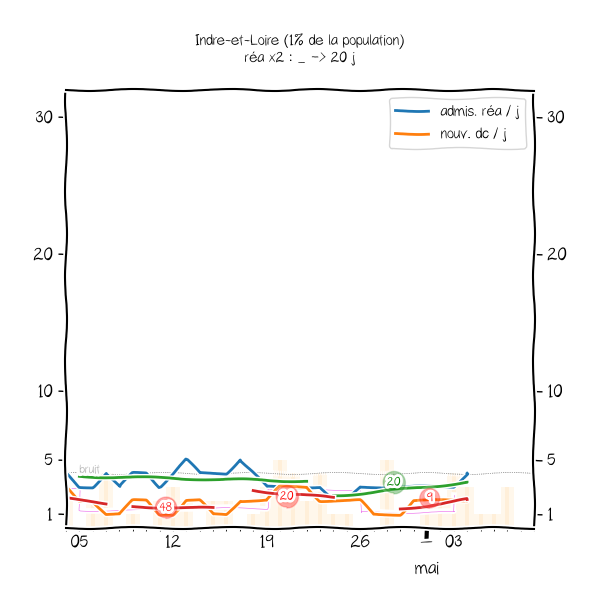 Indre-et-Loire (1% de la population)
réa x2 : _ -> 20 j
admis. réa / j
nouv. dc / j
30 30
20 20
10 10
5 5
1 1
bruit
48
20
20
9
05 12 19 26 03
mai